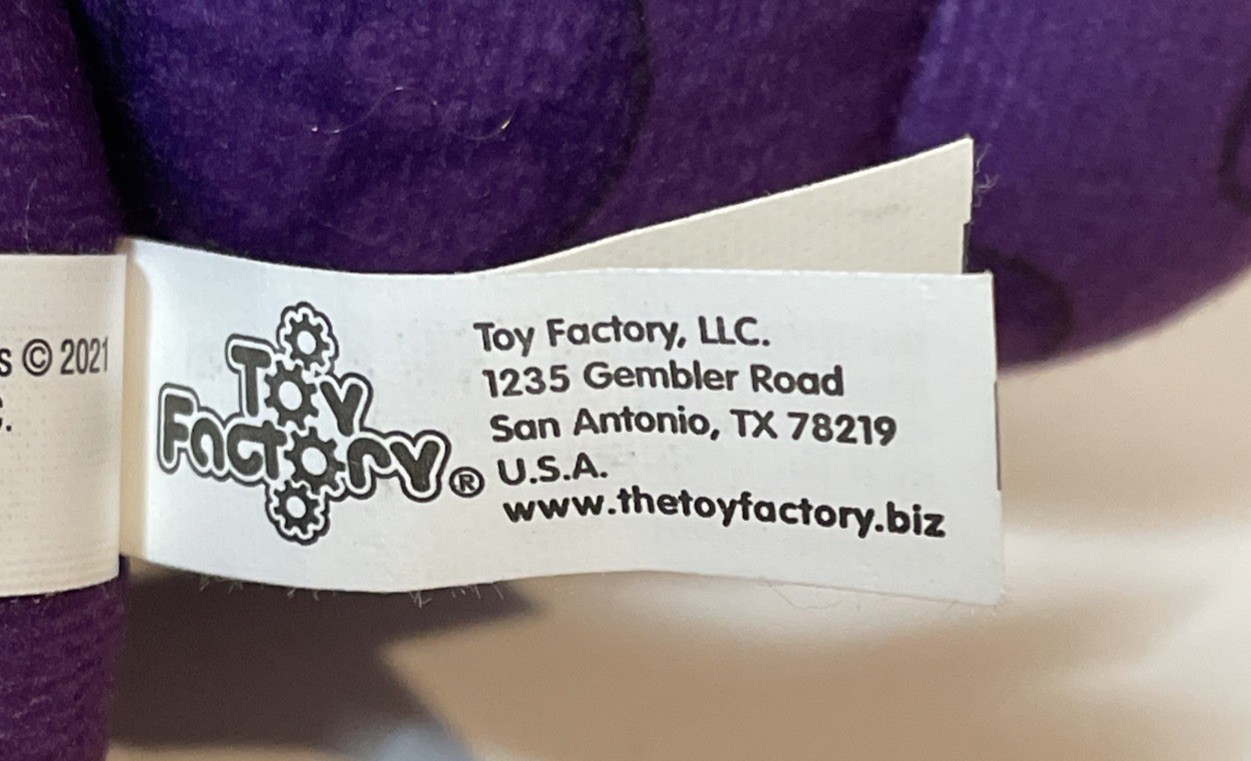 s © 2021
Toy
Factory®
Toy Factory, LLC.
1235 Gembler Road
San Antonio, TX 78219
U.S.A.
www.thetoyfactory.biz